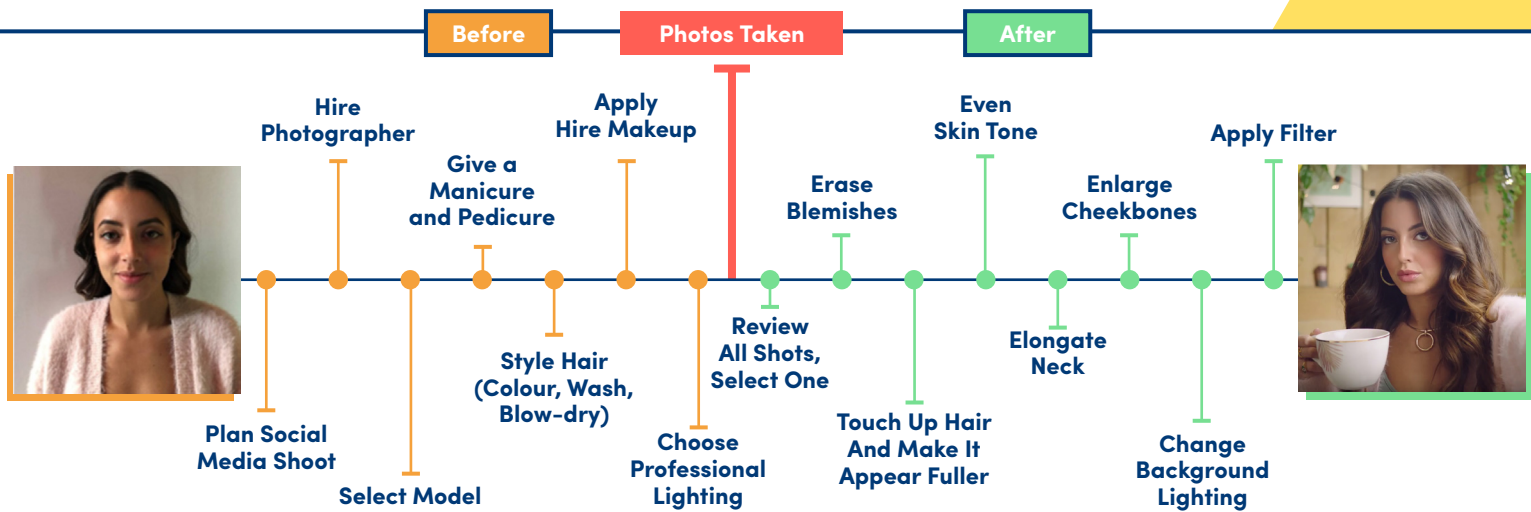 Before
Photos Taken
After
Plan Social
Media Shoot
Hire
Photographer
Select Model
Give a
Manicure
and Pedicure
Style Hair
(Colour, Wash,
Blow-dry)
Apply
Hire Makeup
Choose
Professional
Lighting
Review
All Shots,
Select One
Erase
Blemishes
Touch Up Hair
And Make It
Appear Fuller
Even
Skin Tone
Elongate
Neck
Enlarge
Cheekbones
Change
Background
Lighting
Apply Filter